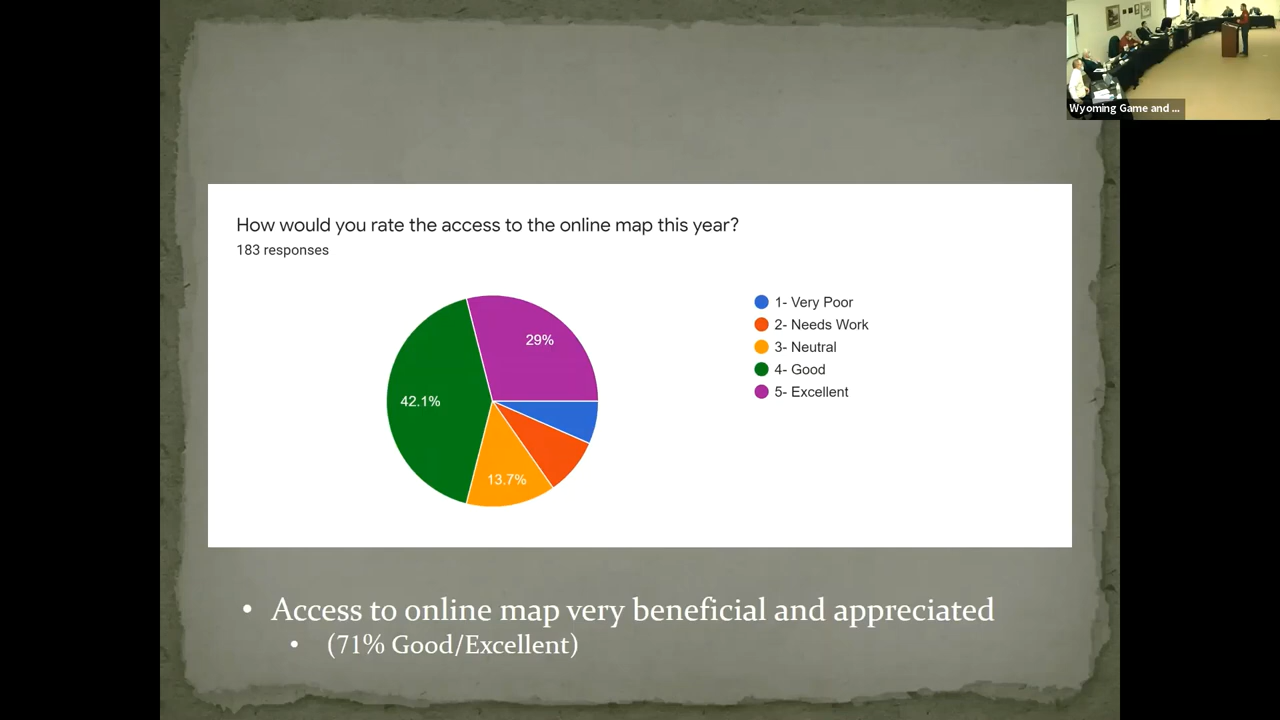 Wyoming Game and ...
How would you rate the access to the online map this year?
183 responses
29%
42.1%
13.7%
1- Very Poor
2- Needs Work
3- Neutral
4- Good
5- Excellent
• Access to online map very beneficial and appreciated
• (71% Good/Excellent)